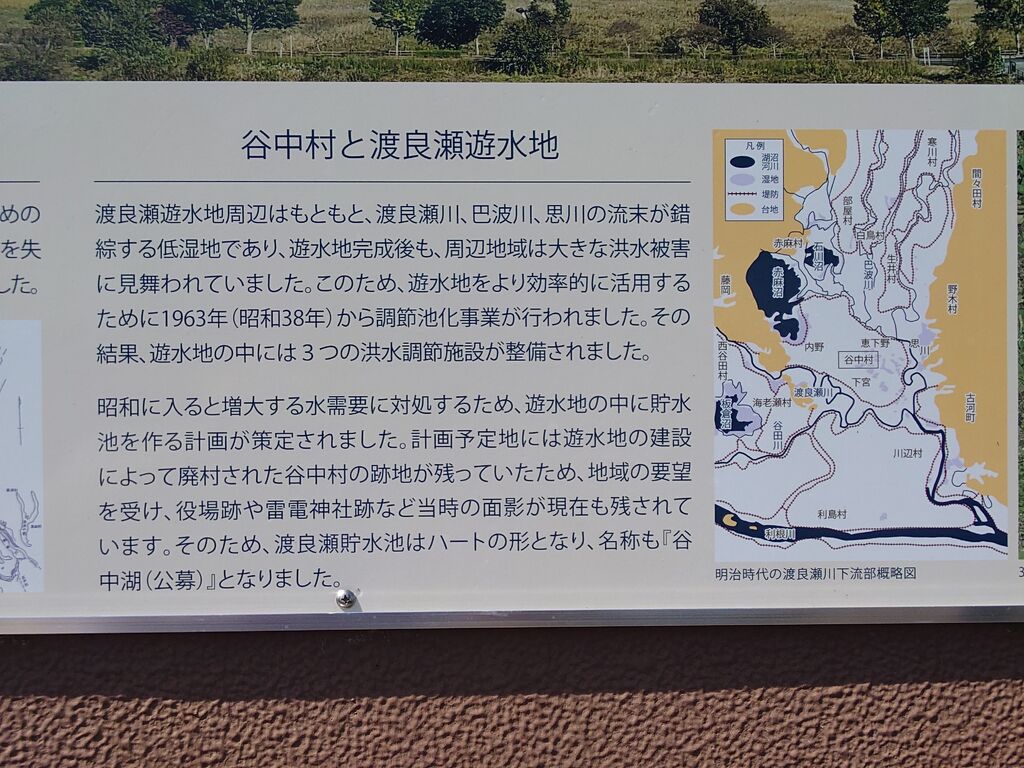 めの
を失
した。
谷中村と渡良瀬遊水地
渡良瀬遊水地周辺はもともと、渡良瀬川、巴波川、思川の流末が錯
綜する低湿地であり、遊水地完成後も、周辺地域は大きな洪水被害
に見舞われていました。このため、遊水地をより効率的に活用する
ために1963年（昭和38年）から調節池化事業が行われました。その
結果、遊水地の中には３つの洪水調節施設が整備されました。
昭和に入ると増大する水需要に対処するため、遊水地の中に貯水
池を作る計画が策定されました。計画予定地には遊水地の建設
によって廃村された谷中村の跡地が残っていたため、地域の要望
を受け、役場跡や雷電神社跡など当時の面影が現在も残されて
います。そのため、渡良瀬貯水池はハートの形となり、名称も『谷
中湖（公募）』となりました。
凡例
湖沼
河川
湿地
堤防
台地
寒川村
間々田村
部屋村
白鳥村
赤麻村
石川沼
生井村
巴波川
赤麻沼
藤岡
野木村
西谷田村
内野
恵下野
思川
谷中村
下宮
渡良瀬川
海老瀬村
板倉沼
谷田川
古河町
川辺村
利島村
利根川
明治時代の渡良瀬川下流部概略図